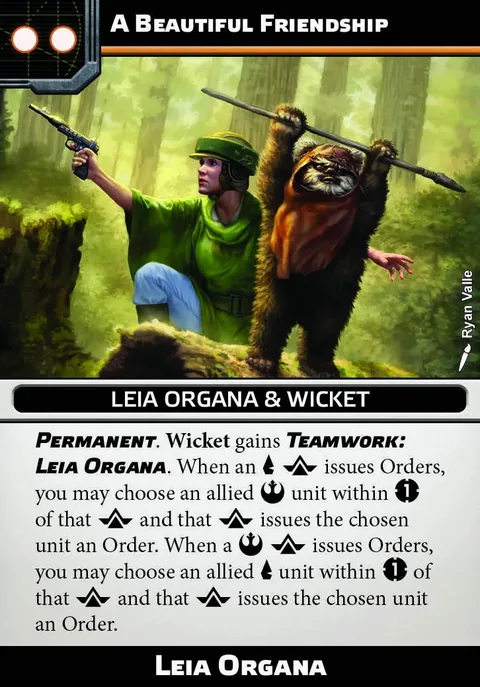 A Beautiful Friendship
Ryan Valle
LEIA ORGANA & WICKET
Permanent. Wicket gains Teamwork:
Leia Organa. When an issues Orders,
you may choose an allied unit within 1
of that and that issues the chosen
unit an Order. When a issues Orders,
you may choose an allied unit within 1 of
that and that issues the chosen unit
an Order.
Leia Organa